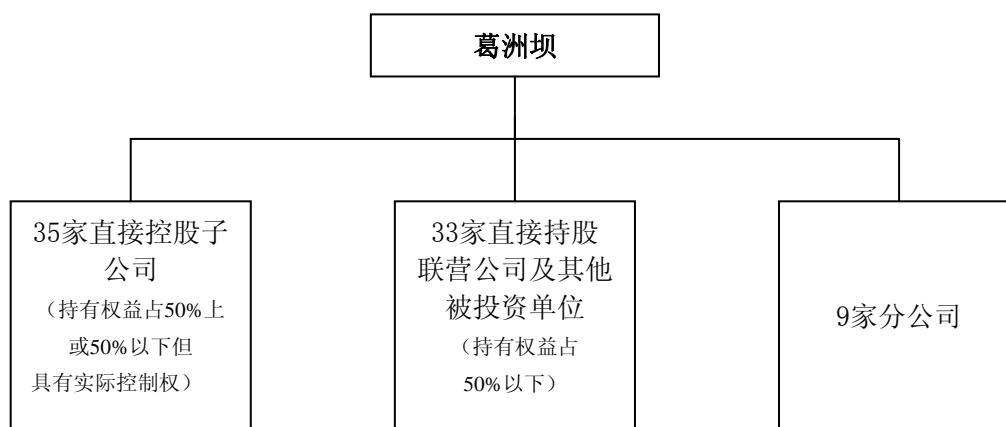 葛洲坝
35家直接控股子
公司
（持有权益占50%上
或50%以下但
具有实际控制权）
33家直接持股
联营公司及其他
被投资单位
（持有权益占
50%以下）
9家分公司